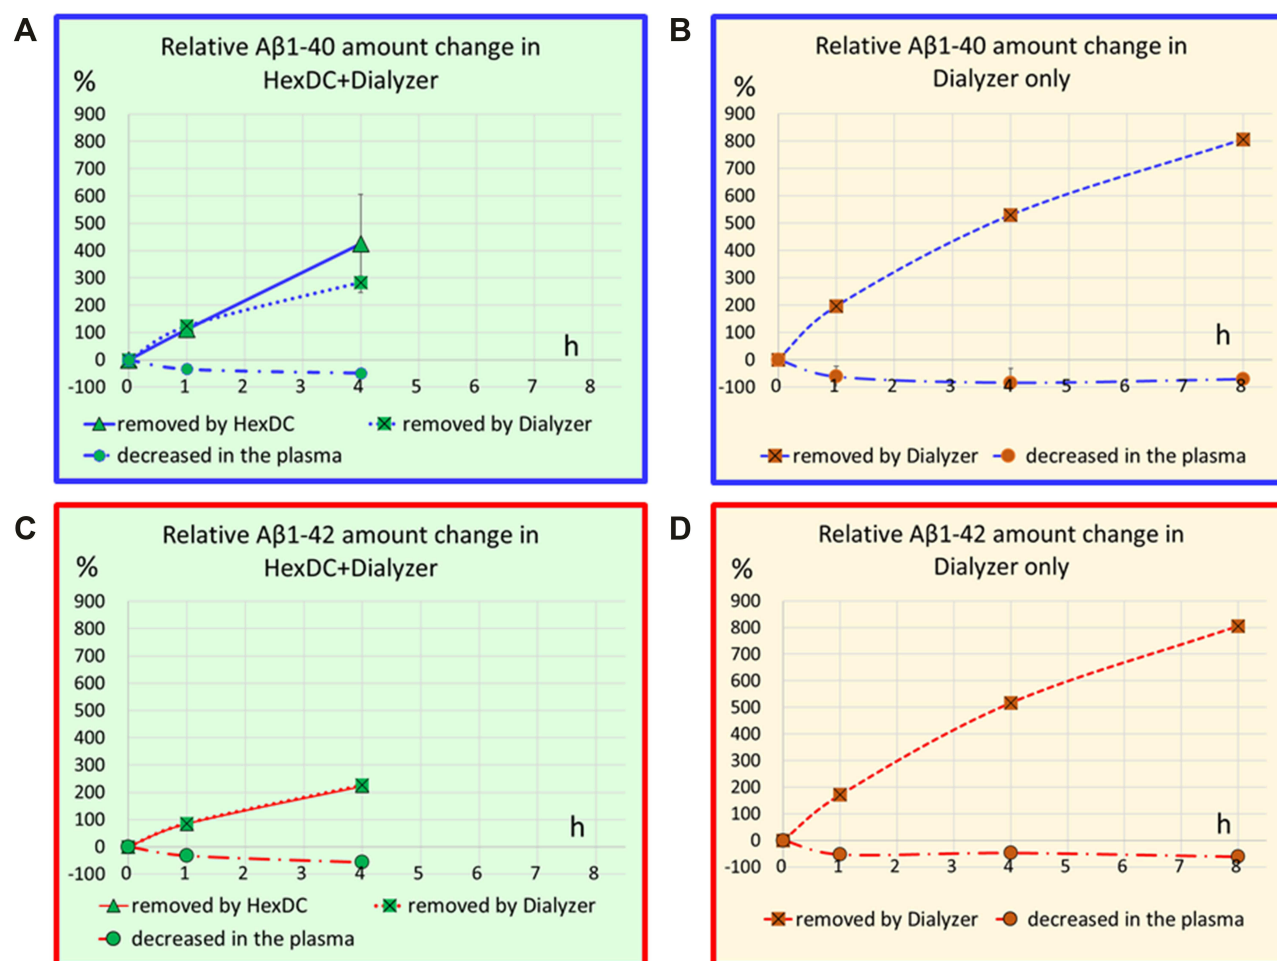 A
Relative Aβ1-40 amount change in
HexDC+Dialyzer
%
900
800
700
600
500
400
300
200
100
0
-100
h
0 1 2 3 4 5 6 7 8
removed by HexDC
removed by Dialyzer
decreased in the plasma
B
Relative Aβ1-40 amount change in
Dialyzer only
%
900
800
700
600
500
400
300
200
100
0
-100
h
0 1 2 3 4 5 6 7 8
removed by Dialyzer
decreased in the plasma
C
Relative Aβ1-42 amount change in
HexDC+Dialyzer
%
900
800
700
600
500
400
300
200
100
0
-100
h
0 1 2 3 4 5 6 7 8
removed by HexDC
removed by Dialyzer
decreased in the plasma
D
Relative Aβ1-42 amount change in
Dialyzer only
%
900
800
700
600
500
400
300
200
100
0
-100
h
0 1 2 3 4 5 6 7 8
removed by Dialyzer
decreased in the plasma